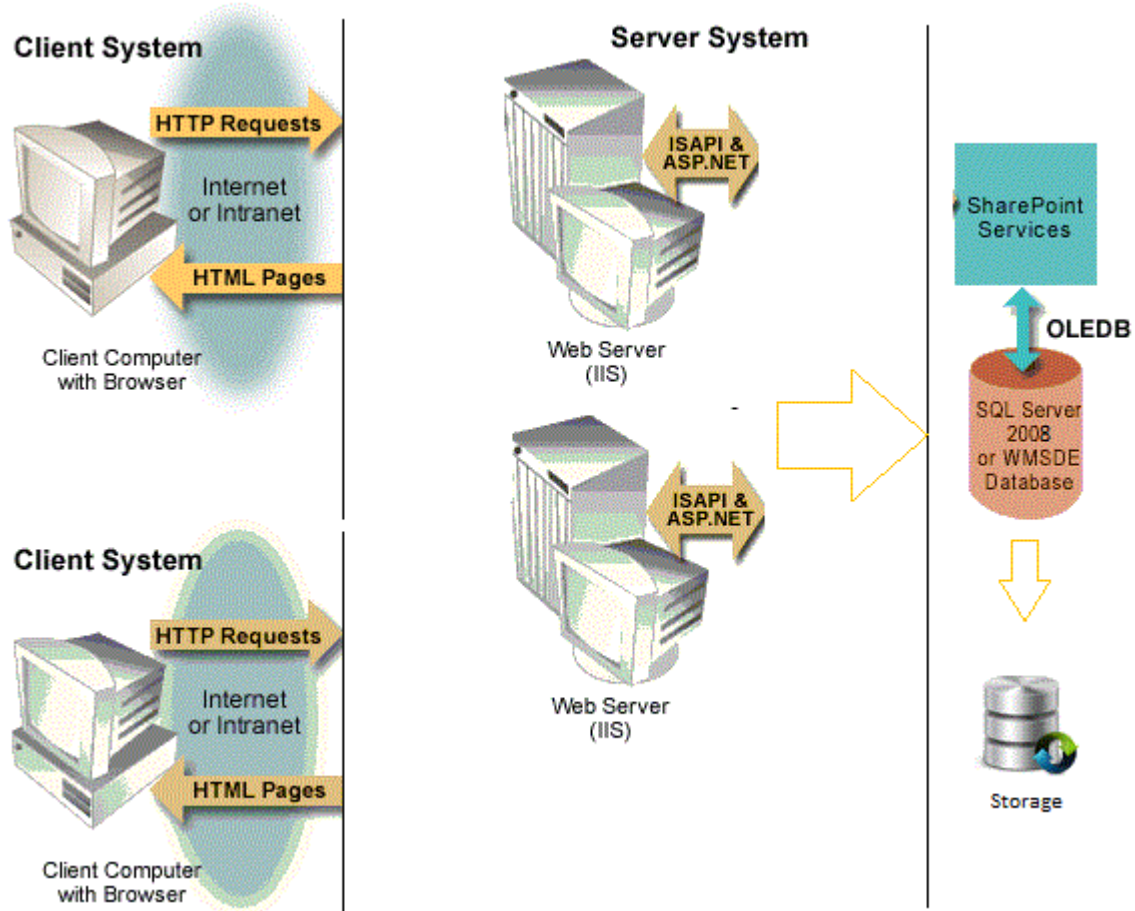 Client System
HTTP Requests
Internet
or Intranet
HTML Pages
Client Computer
with Browser
Client System
HTTP Requests
Internet
or Intranet
HTML Pages
Client Computer
with Browser
Server System
ISAPI &
ASP.NET
Web Server
(IIS)
-
ISAPI &
ASP.NET
Web Server
(IIS)
SharePoint
Services
OLEDB
SQL Server
2008
or WMSDE
Database
Storage